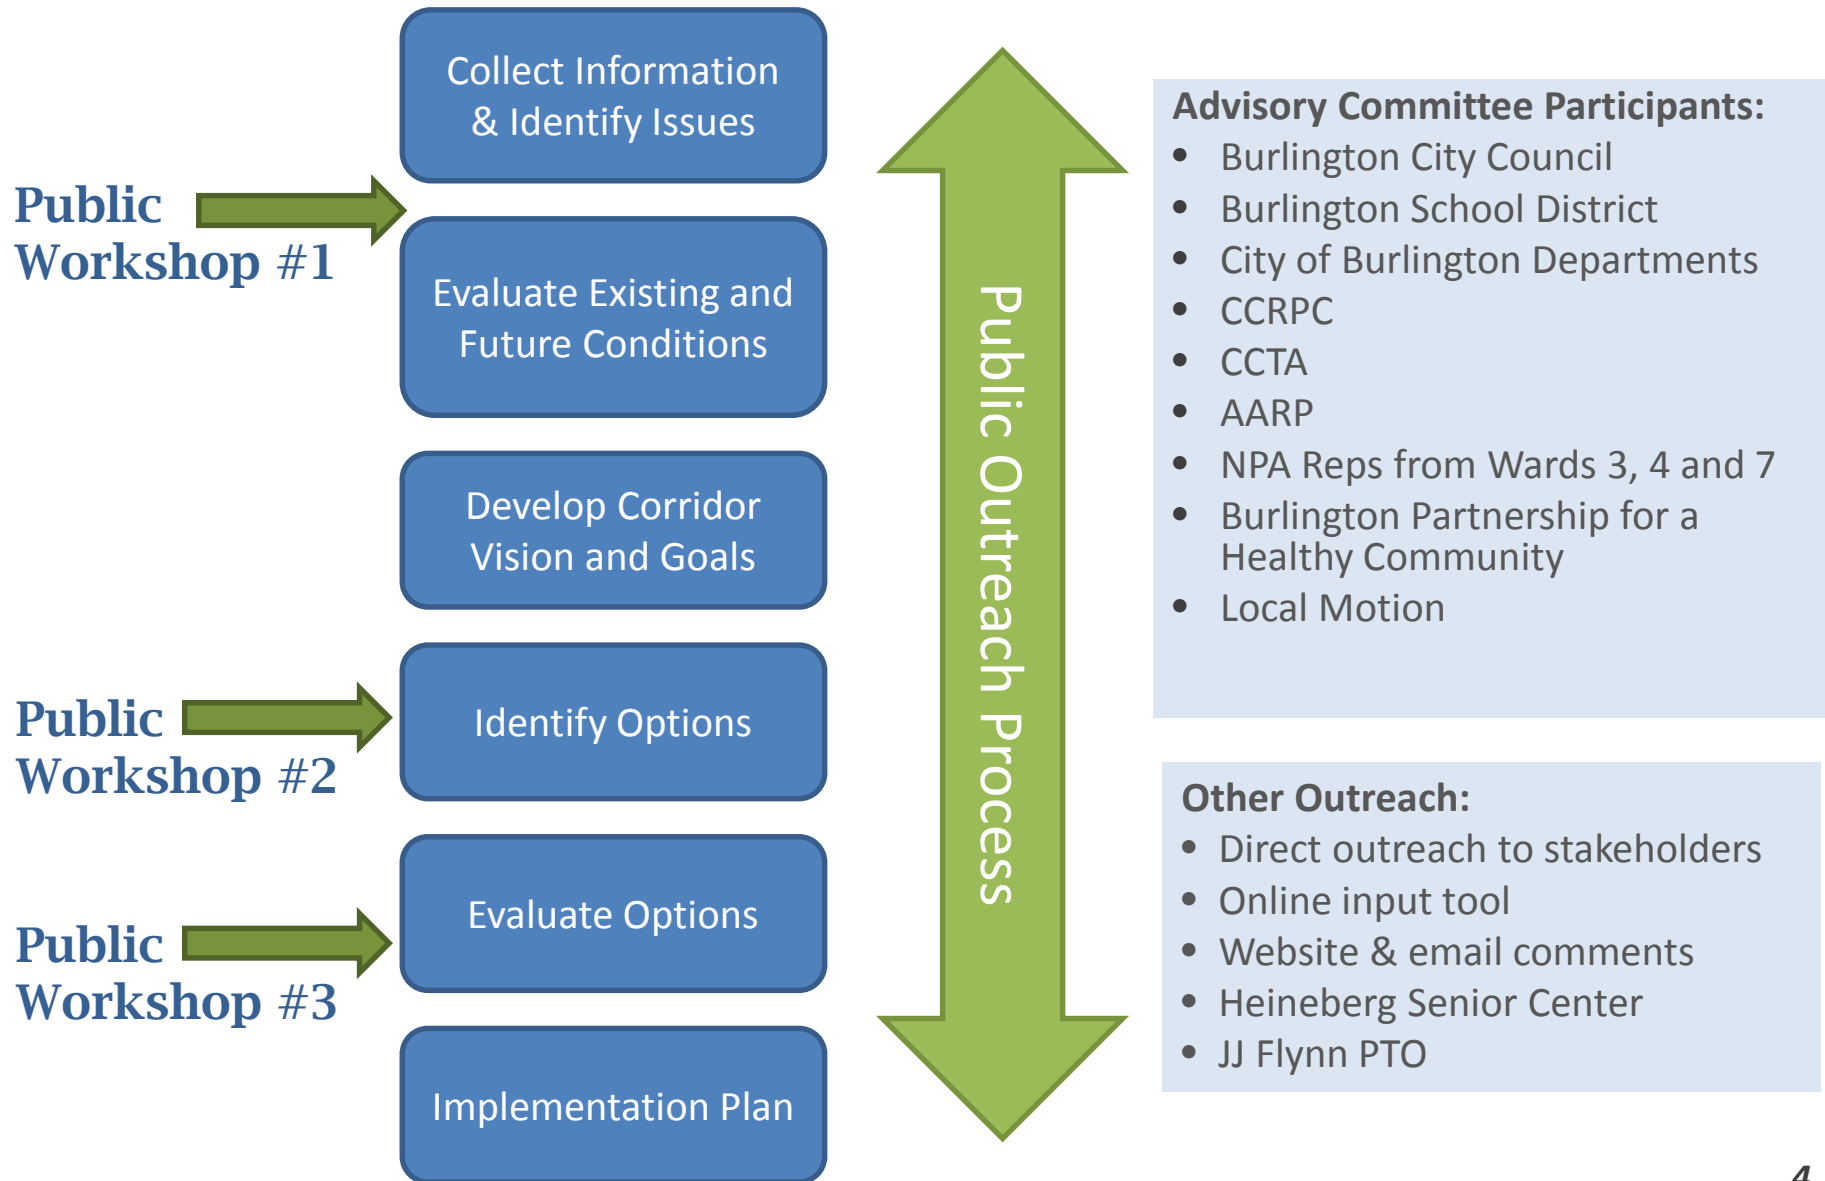 Collect Information
& Identify Issues
Public
Workshop #1
Evaluate Existing and
Future Conditions
Develop Corridor
Vision and Goals
Public
Workshop #2
Identify Options
Evaluate Options
Public
Workshop #3
Implementation Plan
Public Outreach Process
Advisory Committee Participants:
• Burlington City Council
• Burlington School District
• City of Burlington Departments
• CCRPC
• CCTA
• AARP
• NPA Reps from Wards 3, 4 and 7
• Burlington Partnership for a
Healthy Community
• Local Motion
Other Outreach:
• Direct outreach to stakeholders
• Online input tool
• Website & email comments
• Heineberg Senior Center
• JJ Flynn PTO
4